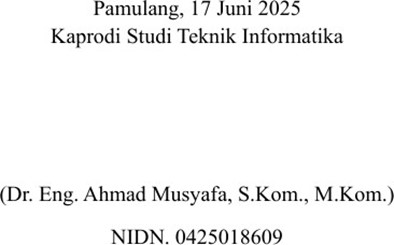 Pamulang, 17 Juni 2025
Kaprodi Studi Teknik Informatika
(Dr. Eng. Ahmad Musyafa, S.Kom., M.Kom.)
NIDN. 0425018609